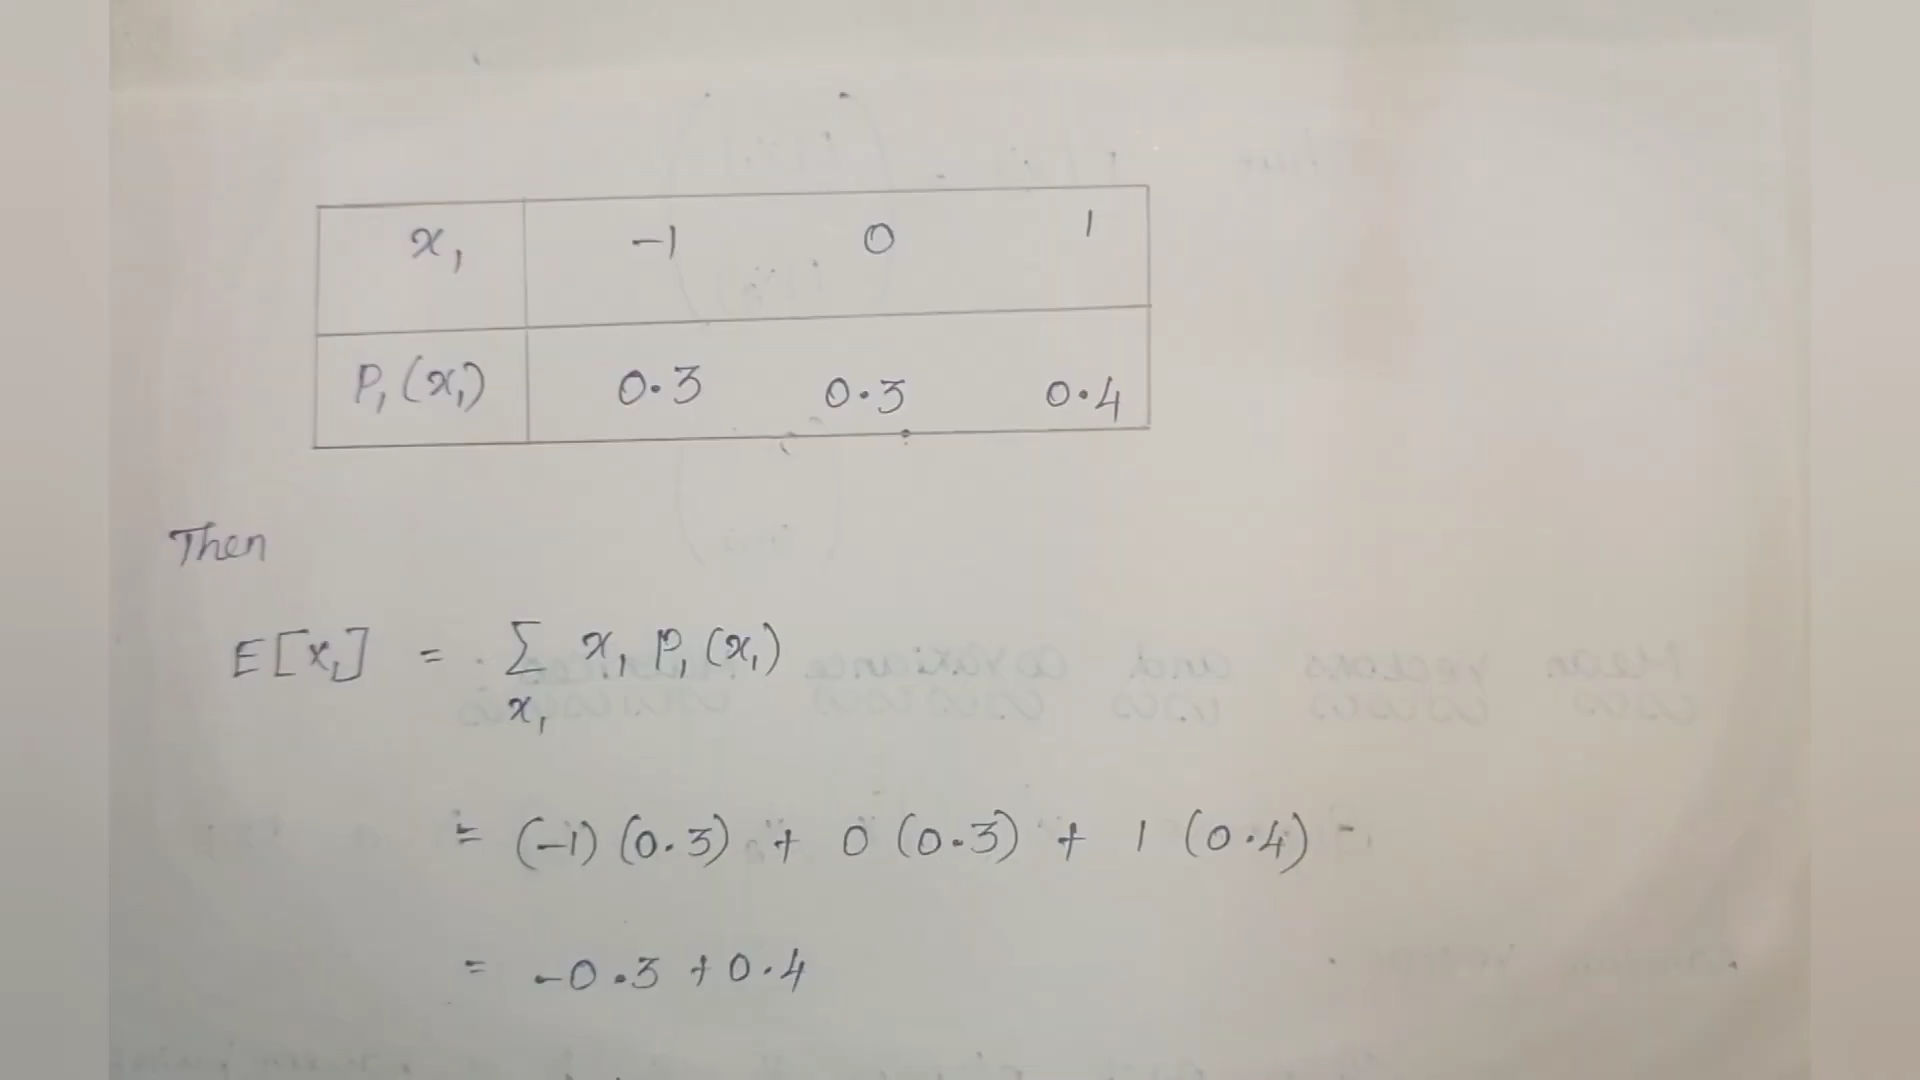 x₁ -1 0 1
P₁(x₁) 0.3 0.3 0.4
Then
E[X₁] = ∑ x₁ P₁(x₁)
x₁
= (-1)(0.3) + 0(0.3) + 1(0.4)
= -0.3 + 0.4